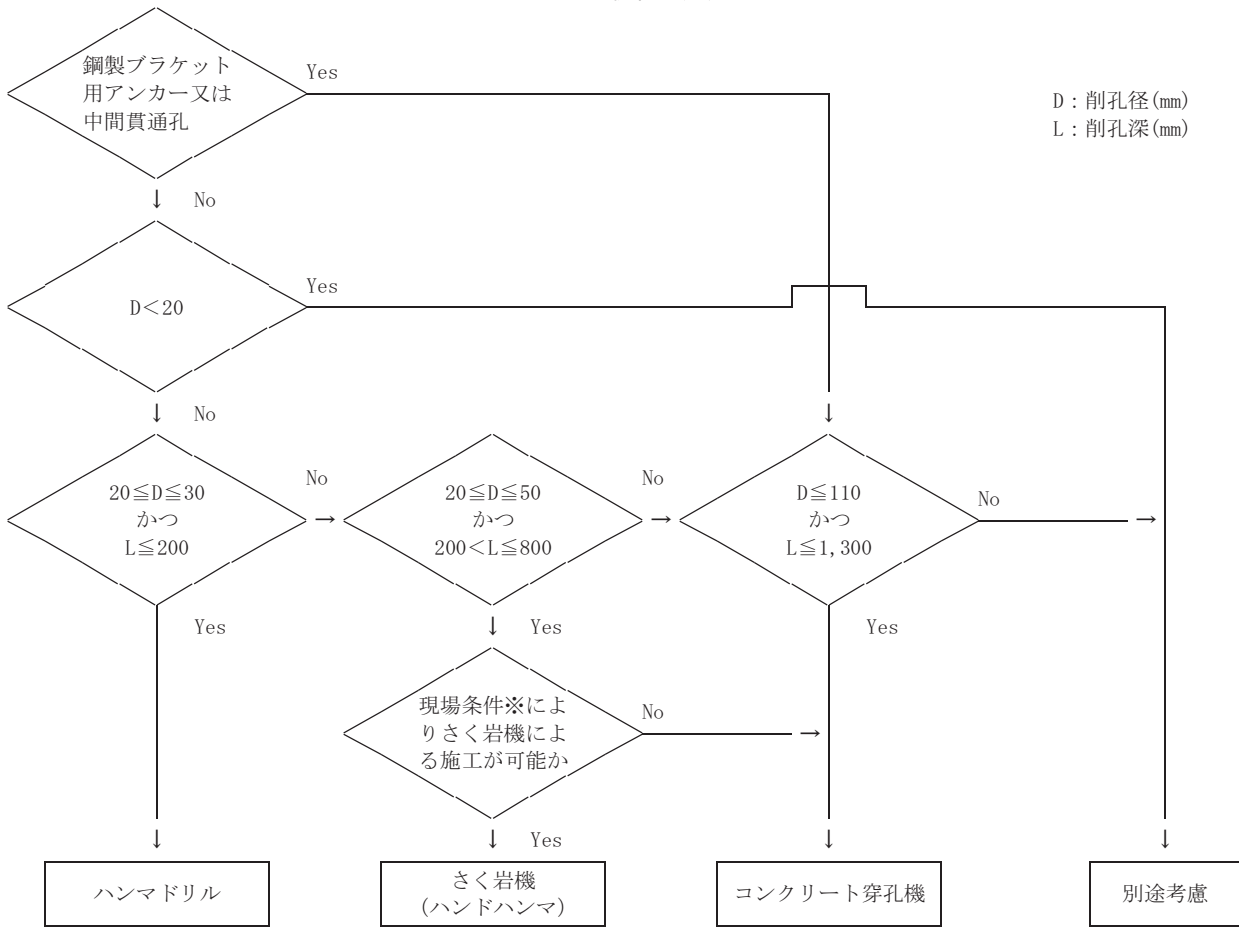 鋼製ブラケット
用アンカー又は
中間貫通孔
Yes
D:削孔径(mm)
L:削孔深(mm)
↓ No
D<20
Yes
↓ No
↓
20≦D≦30
かつ
L≦200
No
→
20≦D≦50
かつ
200<L≦800
No
→
D≦110
かつ
L≦1,300
No
→
Yes
↓ Yes
Yes
現場条件※によ
りさく岩機によ
る施工が可能か
No
→
↓
↓ Yes
↓
↓
ハンマドリル
さく岩機
(ハンドハンマ)
コンクリート穿孔機
別途考慮